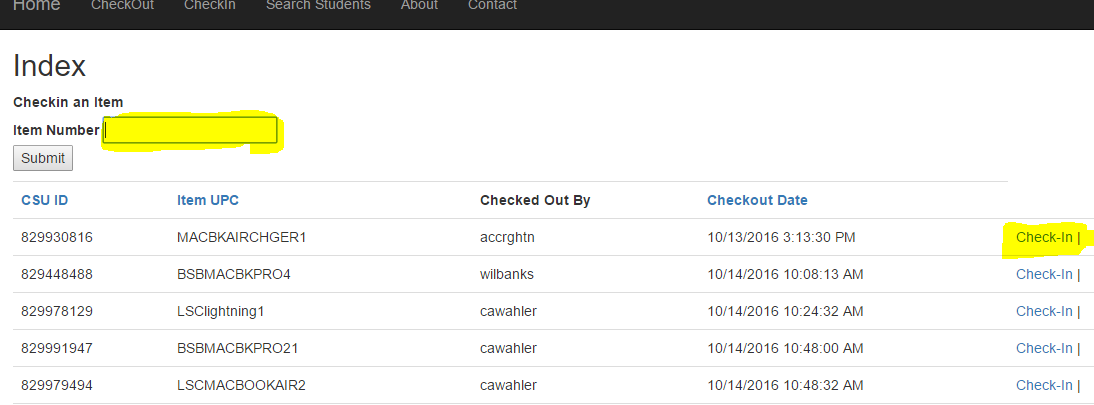 Home CheckOut CheckIn Search Students About Contact
Index
Checkin an Item
Item Number
Submit
CSU ID Item UPC Checked Out By Checkout Date
829930816 MACBKAIRCHGER1 accrghtn 10/13/2016 3:13:30 PM Check-In |
829448488 BSBMACBKPRO4 wilbanks 10/14/2016 10:08:13 AM Check-In |
829978129 LSClightning1 cawahler 10/14/2016 10:24:32 AM Check-In |
829991947 BSBMACBKPRO21 cawahler 10/14/2016 10:48:00 AM Check-In |
829979494 LSCMACBOOKAIR2 cawahler 10/14/2016 10:48:32 AM Check-In |